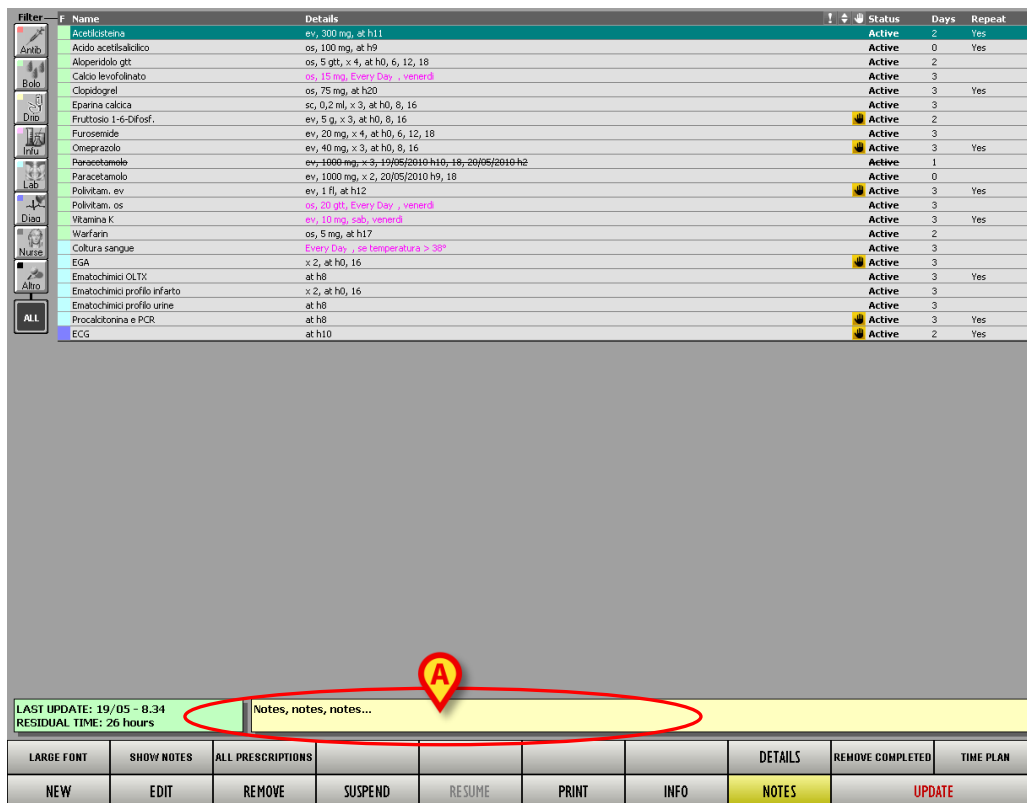 Filter F Name Details ! Status Days Repeat
Acetilcisteina ev, 300 mg, at h11 Active 2 Yes
Antib Acido acetilsalicilico os, 100 mg, at h9 Active 0 Yes
Aloperidolo gtt os, 5 gtt, x 4, at h0, 6, 12, 18 Active 2
Bolo Calcio levofolinato os, 15 mg, Every Day , venerdi Active 3
Clopidogrel os, 75 mg, at h20 Active 3 Yes
Eparina calcica sc, 0,2 ml, x 3, at h0, 8, 16 Active 3
Drip Fruttosio 1-6-Difosf. ev, 5 g, x 3, at h0, 8, 16 Active 2
Furosemide ev, 20 mg, x 4, at h0, 6, 12, 18 Active 3
Infu Omeprazolo ev, 40 mg, x 3, at h0, 8, 16 Active 3 Yes
Paracetamolo ev, 1000 mg, x 3, 19/05/2010 h10, 18, 20/05/2010 h2 Active 1
Lab Paracetamolo ev, 1000 mg, x 2, 20/05/2010 h9, 18 Active 0
Polivitam. ev ev, 1 fl, at h12 Active 3 Yes
Diag Polivitam. os os, 20 gtt, Every Day , venerdi Active 3
Vitamina K ev, 10 mg, sab, venerdi Active 3 Yes
Warfarin os, 5 mg, at h17 Active 2
Nurse Coltura sangue Every Day , se temperatura > 38° Active 3
EGA x 2, at h0, 16 Active 3
Altro Ematochimici OLTX at h8 Active 3 Yes
Ematochimici profilo infarto x 2, at h0, 16 Active 3
ALL Ematochimici profilo urine at h8 Active 3
Procalcitonina e PCR at h8 Active 3 Yes
ECG at h10 Active 2 Yes
A
LAST UPDATE: 19/05 - 8.34 Notes, notes, notes...
RESIDUAL TIME: 26 hours
LARGE FONT SHOW NOTES ALL PRESCRIPTIONS DETAILS REMOVE COMPLETED TIME PLAN
NEW EDIT REMOVE SUSPEND RESUME PRINT INFO NOTES UPDATE